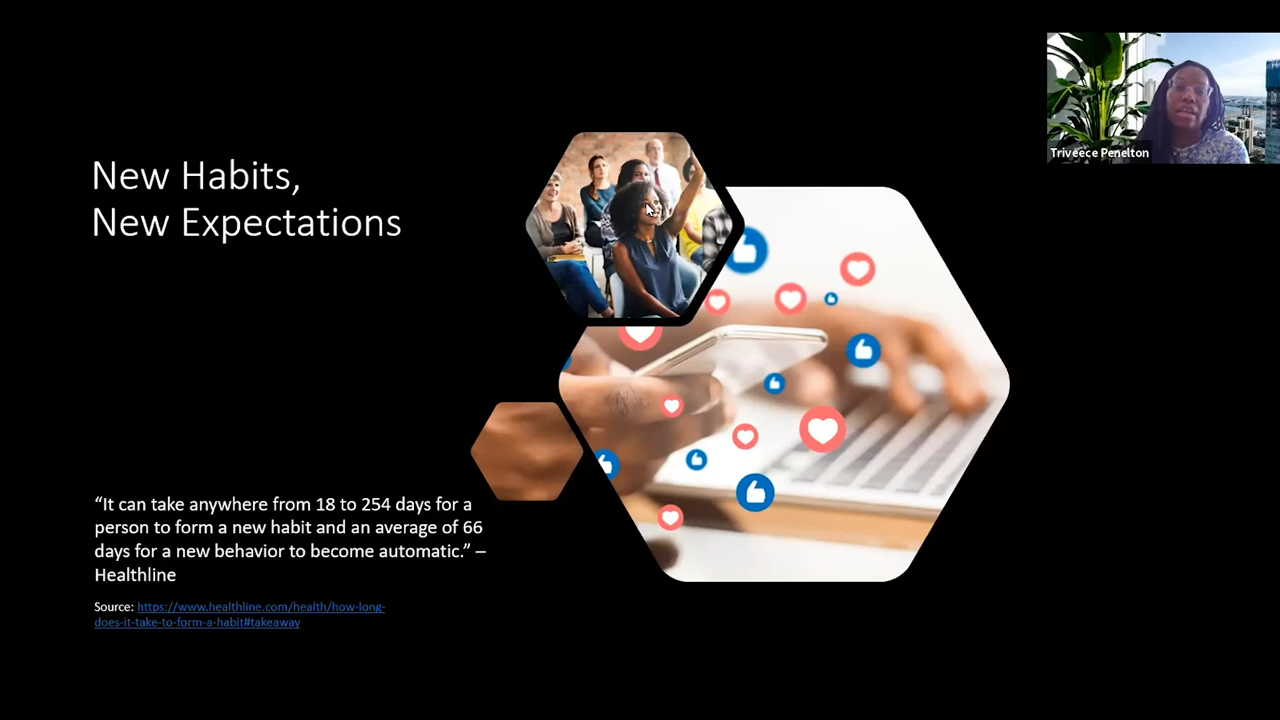 New Habits,
New Expectations
Triveece Penelton
“It can take anywhere from 18 to 254 days for a
person to form a new habit and an average of 66
days for a new behavior to become automatic.” –
Healthline
Source: https://www.healthline.com/health/how-long-
does-it-take-to-form-a-habit#takeaway